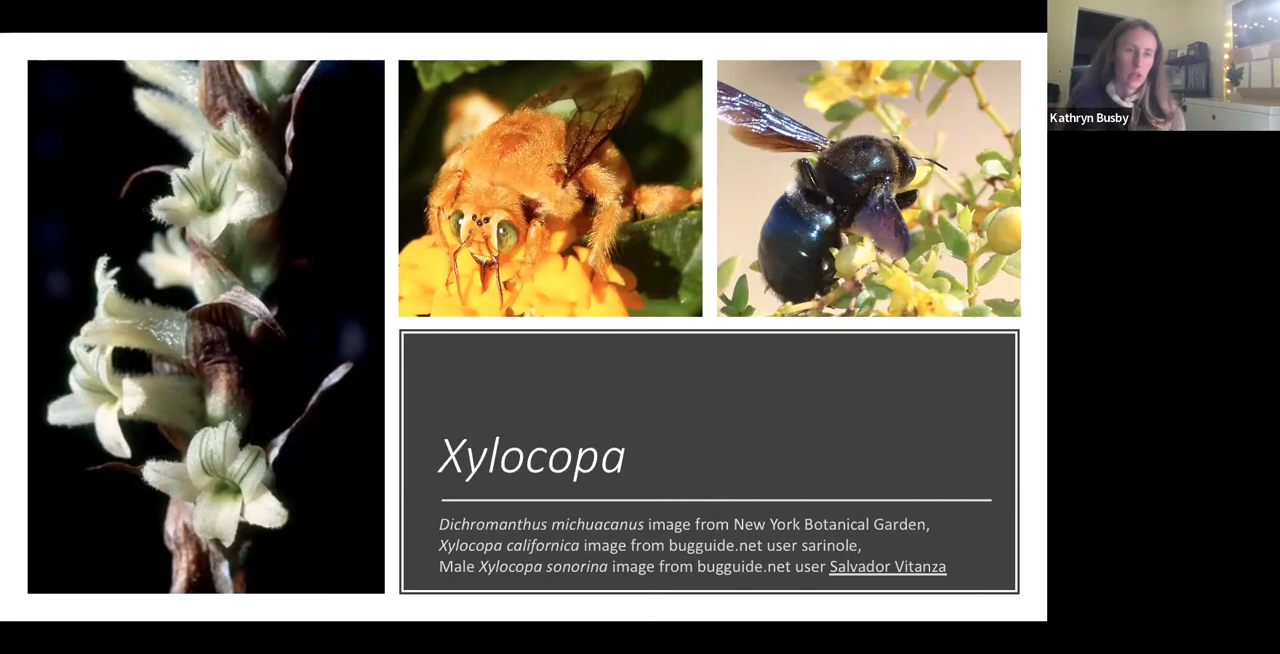 Kathryn Busby
Xylocopa
Dichromanthus michuacanus image from New York Botanical Garden,
Xylocopa californica image from bugguide.net user sarinole,
Male Xylocopa sonorina image from bugguide.net user Salvador Vitanza